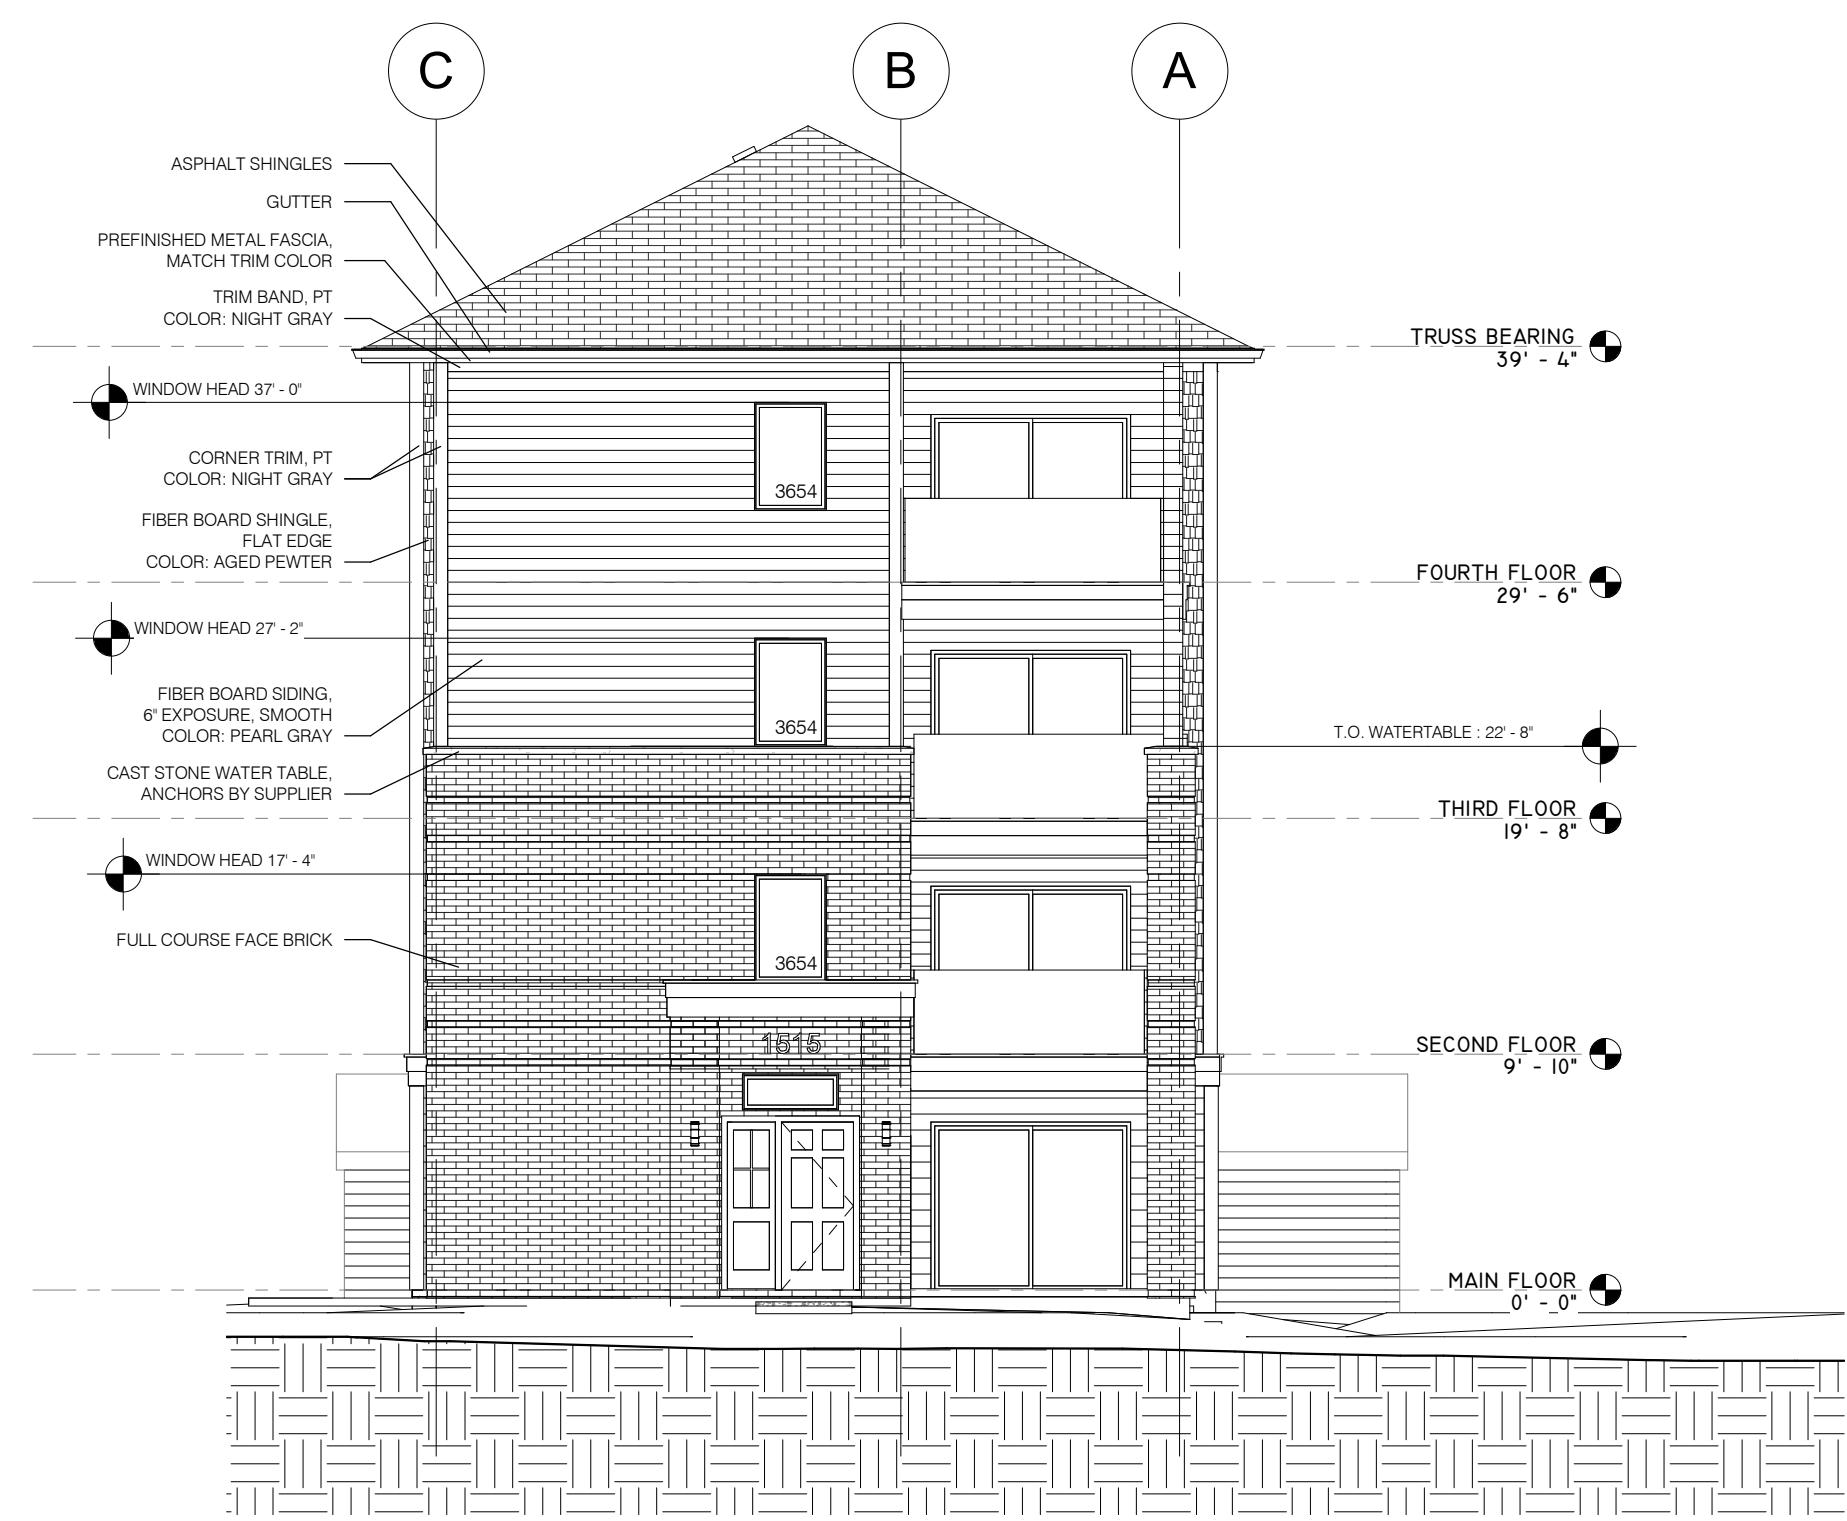 C
B
A
ASPHALT SHINGLES
GUTTER
PREFINISHED METAL FASCIA,
MATCH TRIM COLOR
TRIM BAND, PT
COLOR: NIGHT GRAY
TRUSS BEARING
39' - 4"
WINDOW HEAD 37' - 0"
CORNER TRIM, PT
COLOR: NIGHT GRAY
3654
FIBER BOARD SHINGLE,
FLAT EDGE
COLOR: AGED PEWTER
FOURTH FLOOR
29' - 6"
WINDOW HEAD 27' - 2"
FIBER BOARD SIDING,
6" EXPOSURE, SMOOTH
COLOR: PEARL GRAY
3654
T.O. WATERTABLE : 22' - 8"
CAST STONE WATER TABLE,
ANCHORS BY SUPPLIER
THIRD FLOOR
19' - 8"
WINDOW HEAD 17' - 4"
FULL COURSE FACE BRICK
3654
1515
SECOND FLOOR
9' - 10"
MAIN FLOOR
0' - 0"